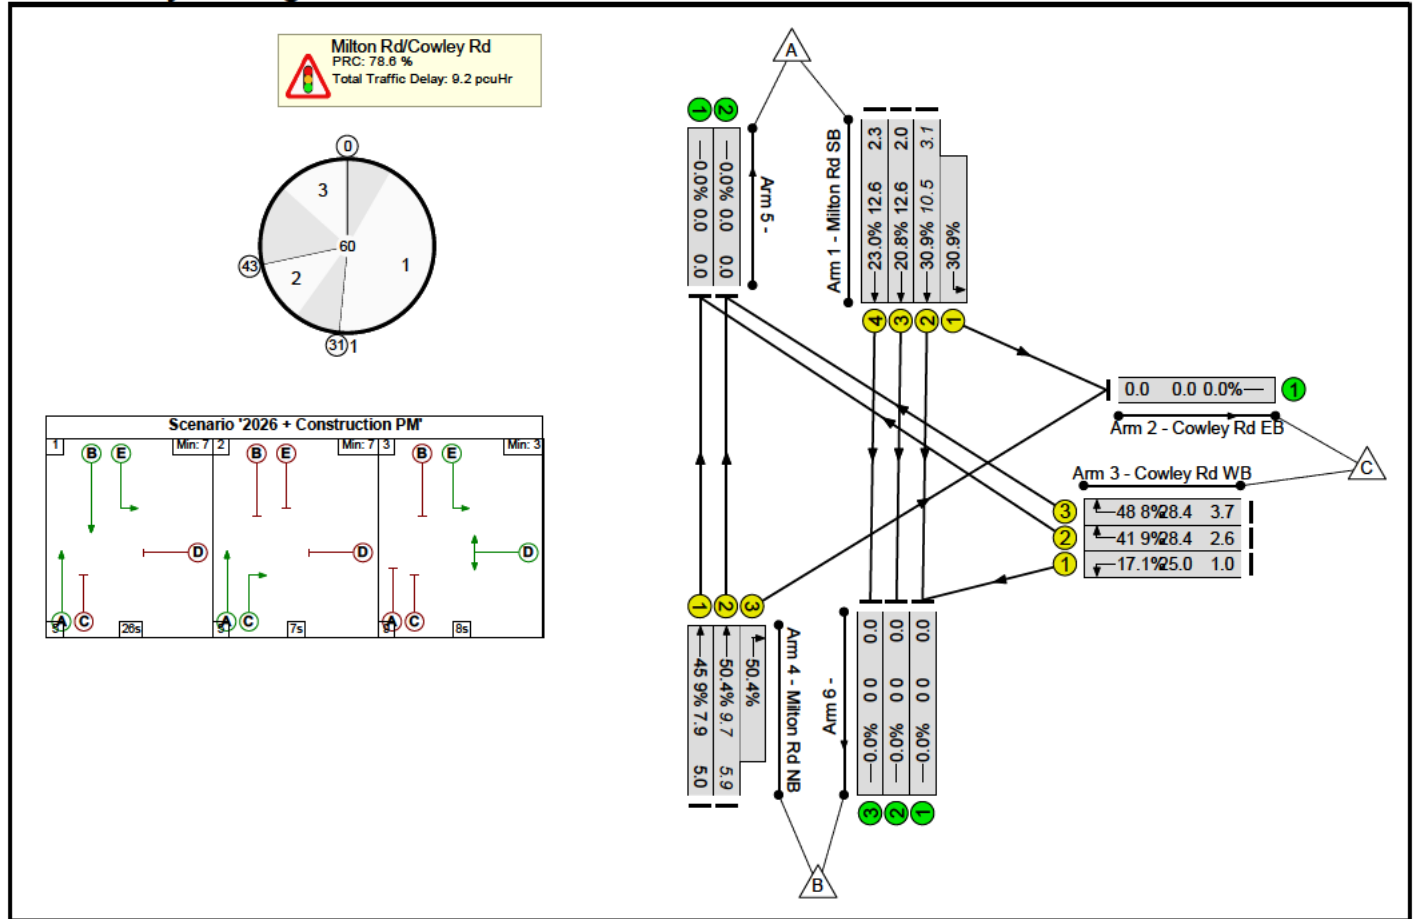 Milton Rd/Cowley Rd
PRC: 78.6 %
Total Traffic Delay: 9.2 pcuHr
0
3
60
1
43
2
31
1
Scenario '2026 + Construction PM'
1
B
E
Min: 7
2
B
E
Min: 7
3
B
E
Min: 3
D
D
D
A
C
A
C
A
C
5
26s
5
7s
9
8s
A
1
2
0.0% 0.0 0.0
0.0% 0.0 0.0
Arm 5 -
Arm 1 - Milton Rd SB
23.0% 12.6 2.3
20.8% 12.6 2.0
30.9% 10.5 3.1
30.9%
4
3
2
1
0.0 0.0 0.0%
1
Arm 2 - Cowley Rd EB
C
Arm 3 - Cowley Rd WB
3
48 8% 28.4 3.7
2
41 9% 28.4 2.6
1
17.1% 25.0 1.0
1
2
3
45 9% 7.9 5.0
50.4% 9.7 5.9
50.4%
Arm 4 - Milton Rd NB
Arm 6 -
0.0% 0 0 0.0
0.0% 0 0 0.0
0.0% 0 0 0.0
3
2
1
B